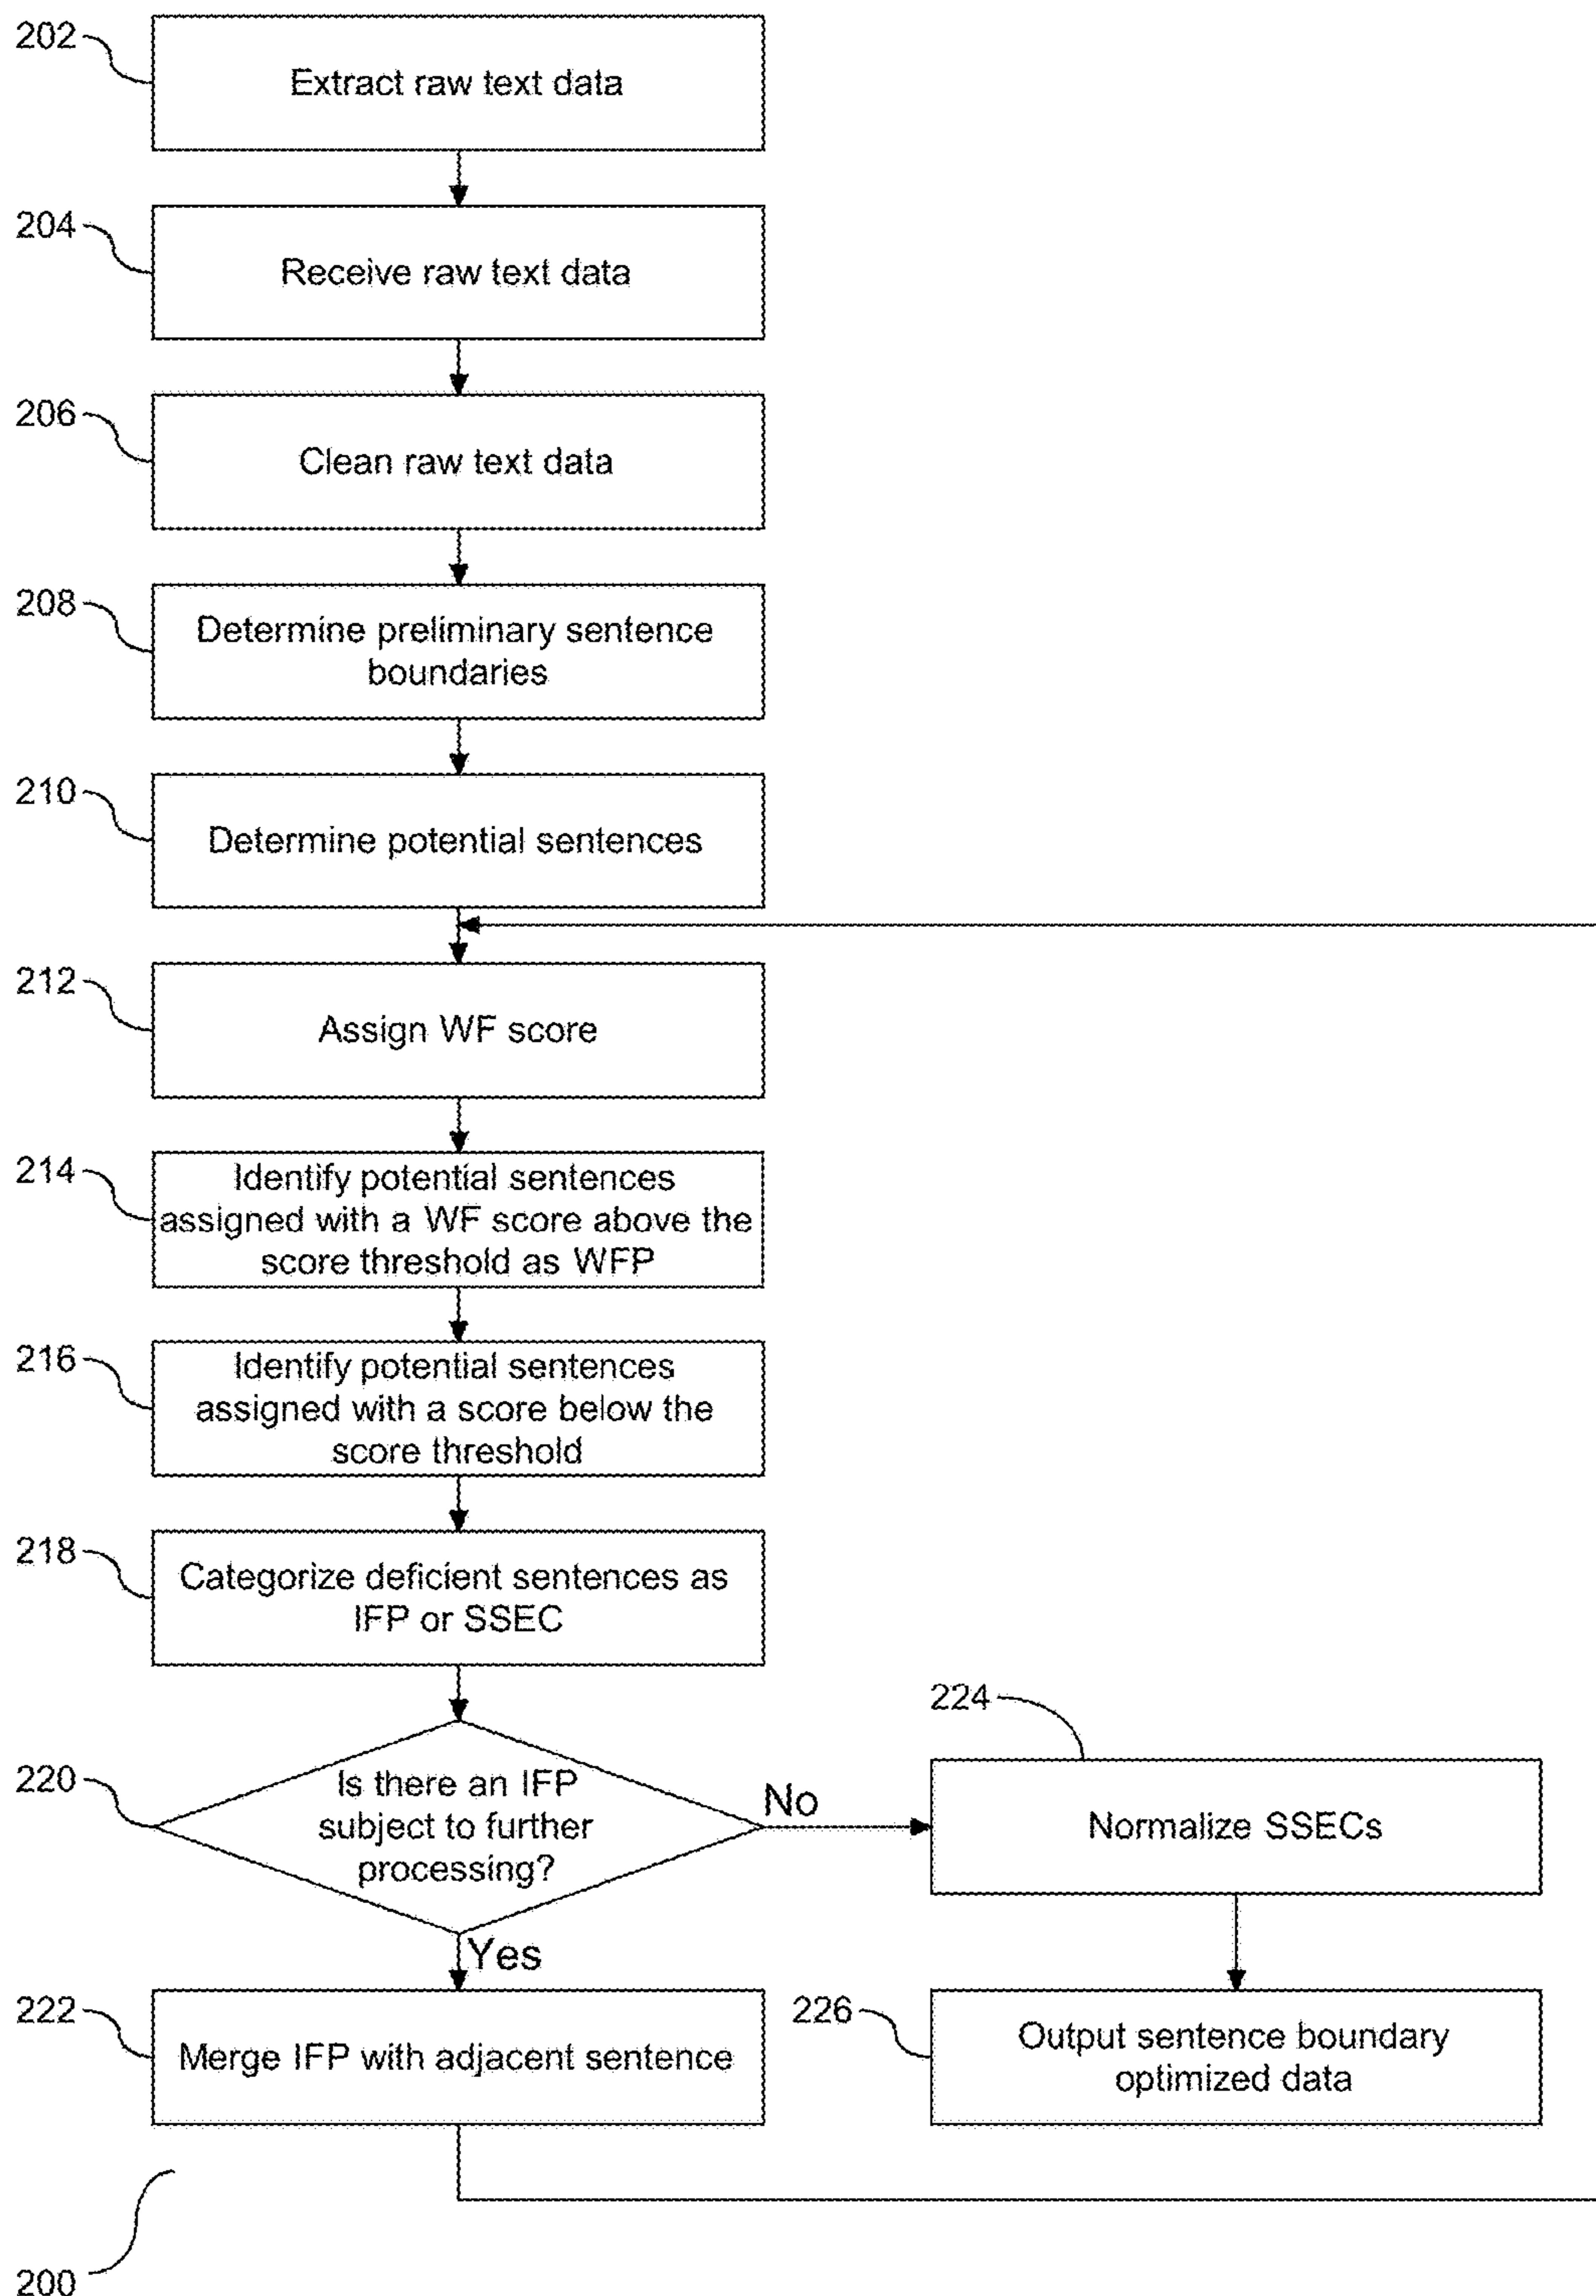 202
Extract raw text data
204
Receive raw text data
206
Clean raw text data
208
Determine preliminary sentence
boundaries
210
Determine potential sentences
212
Assign WF score
214
Identify potential sentences
assigned with a WF score above the
score threshold as WFP
216
Identify potential sentences
assigned with a score below the
score threshold
218
Categorize deficient sentences as
IFP or SSEC
220
Is there an IFP
subject to further
processing?
No
224
Normalize SSECs
Yes
222
Merge IFP with adjacent sentence
226
Output sentence boundary
optimized data
200